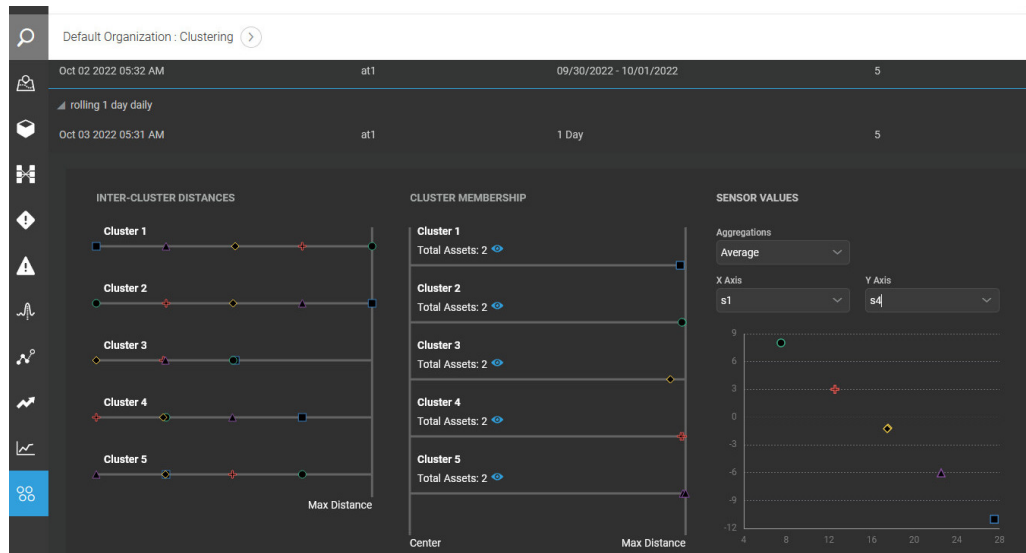 Default Organization : Clustering
Oct 02 2022 05:32 AM at1 09/30/2022 - 10/01/2022 5
rolling 1 day daily
Oct 03 2022 05:31 AM at1 1 Day 5
INTER-CLUSTER DISTANCES
Cluster 1
Cluster 2
Cluster 3
Cluster 4
Cluster 5
Max Distance
CLUSTER MEMBERSHIP
Cluster 1
Total Assets: 2
Cluster 2
Total Assets: 2
Cluster 3
Total Assets: 2
Cluster 4
Total Assets: 2
Cluster 5
Total Assets: 2
Center Max Distance
SENSOR VALUES
Aggregations
Average
X Axis Y Axis
s1 s4
9
6
3
0
-3
-6
-9
-12
4 8 12 16 20 24 28